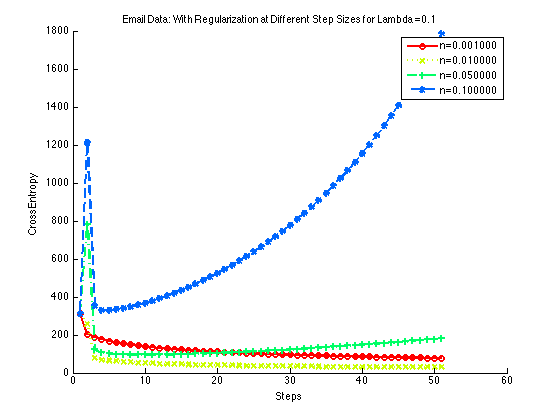 Email Data: With Regularization at Different Step Sizes for Lambda=0.1
1800
1600
1400
1200
1000
800
600
400
200
0
CrossEntropy
0
10
20
30
40
50
60
Steps
n=0.001000
n=0.010000
n=0.050000
n=0.100000